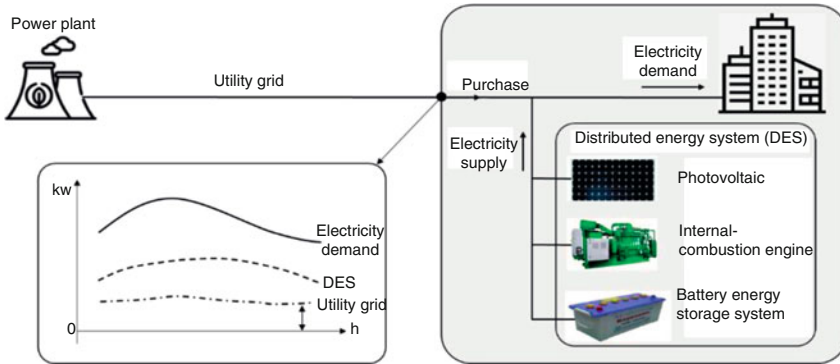 Power plant
Utility grid
Purchase
Electricity
demand
Electricity
supply
Distributed energy system (DES)
Photovoltaic
Internal-
combustion engine
Battery energy
storage system
kw
Electricity
demand
DES
Utility grid
0
h